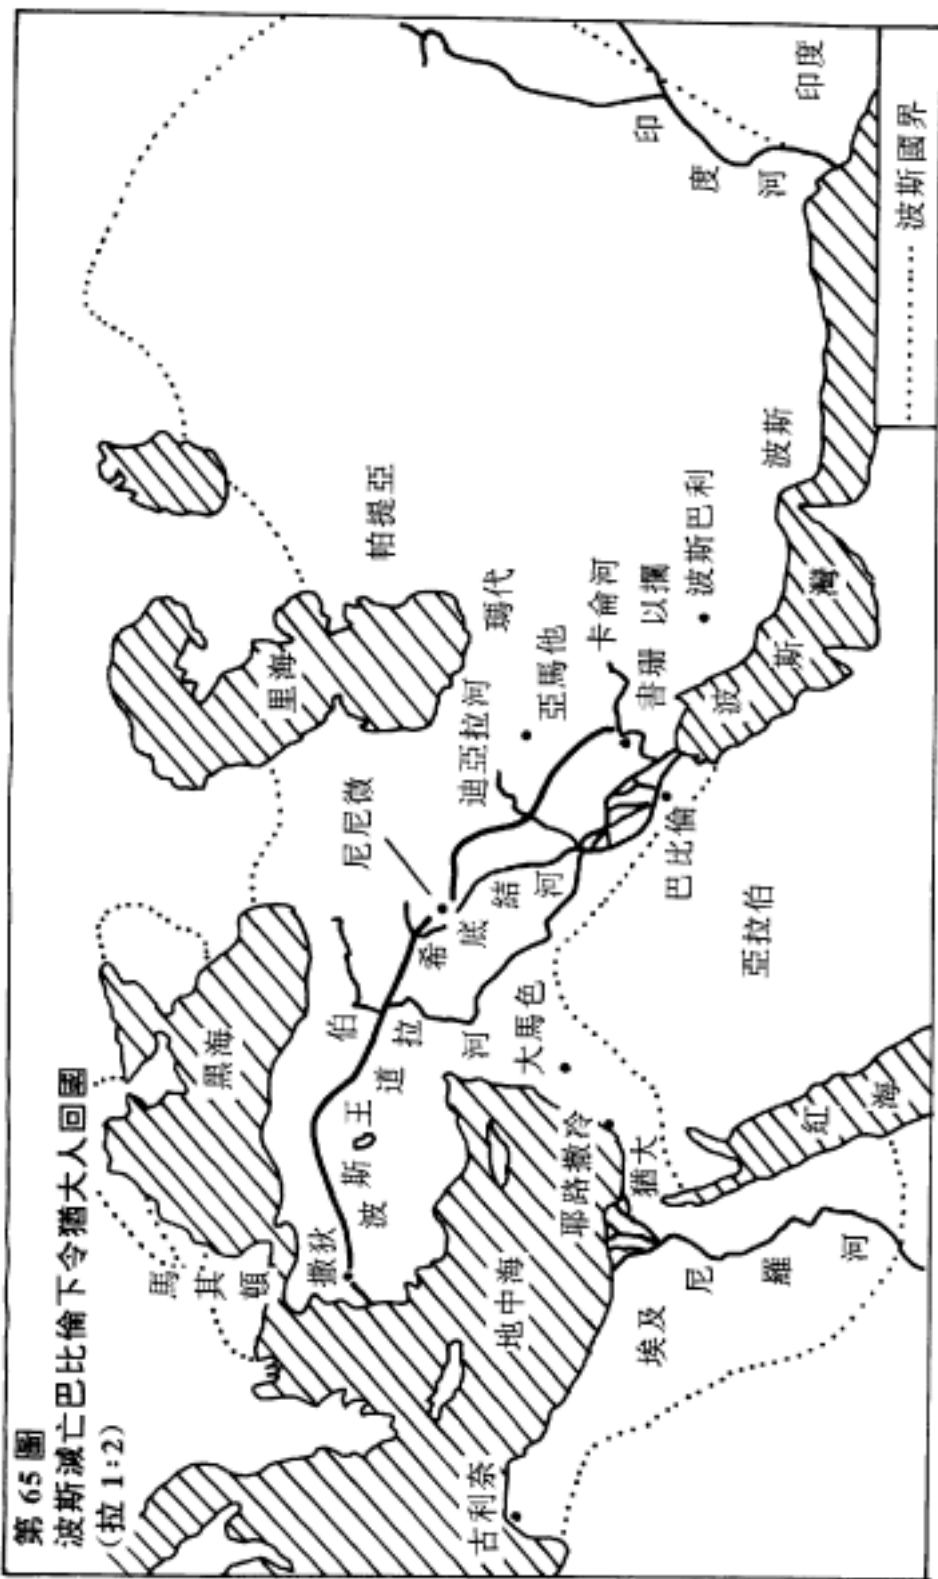 第 65 圖
波斯滅亡巴比倫下令猶大人回國
(拉 1:2)
馬其頓
黑海
里海
帕提亞
瑪代
尼尼微
迪亞拉河
亞馬他
卡侖河
書珊
以攔
波斯巴利
波斯
印度河
印度
撒狄
波斯王道
伯拉河
希底結河
大馬色
巴比倫
波斯灣
亞拉伯
地中海
耶路撒冷
猶大
埃及
尼羅河
紅海
古利奈
波斯國界